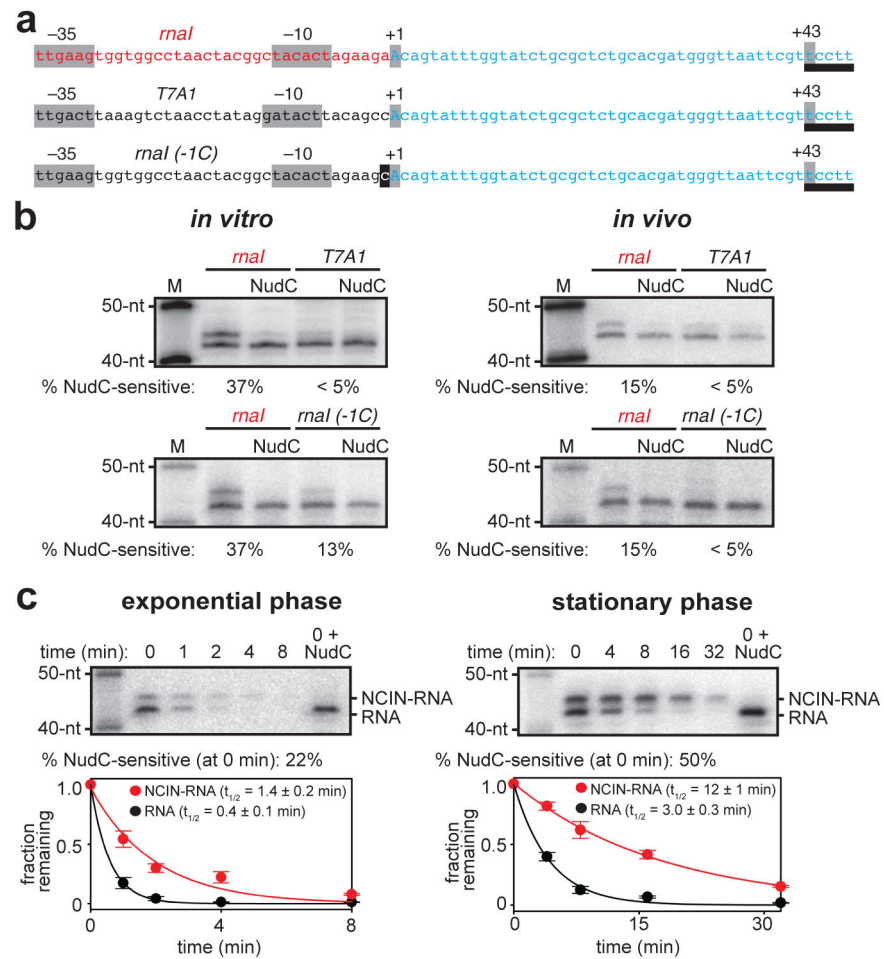 a
−35 rnaI −10 +1 +43
ttgaagtggtggcctaactacggctacactagaagaAcagtatttggtatctgcgctctgcacgatgggttaattcgttcctt
−35 T7A1 −10 +1 +43
ttgacttaaagtctaacctataggatacttacagccAcagtatttggtatctgcgctctgcacgatgggttaattcgttcctt
−35 rnaI (-1C) −10 +1 +43
ttgaagtggtggcctaactacggctacactagaagcAcagtatttggtatctgcgctctgcacgatgggttaattcgttcctt
b
in vitro
rnaI T7A1
M NudC NudC
50-nt
40-nt
% NudC-sensitive: 37% < 5%
rnaI rnaI (-1C)
M NudC NudC
50-nt
40-nt
% NudC-sensitive: 37% 13%
in vivo
rnaI T7A1
M NudC NudC
50-nt
40-nt
% NudC-sensitive: 15% < 5%
rnaI rnaI (-1C)
M NudC NudC
50-nt
40-nt
% NudC-sensitive: 15% < 5%
c
exponential phase
0 +
time (min): 0 1 2 4 8 NudC
50-nt
NCIN-RNA
RNA
40-nt
% NudC-sensitive (at 0 min): 22%
NCIN-RNA (t1/2 = 1.4 ± 0.2 min)
RNA (t1/2 = 0.4 ± 0.1 min)
fraction
remaining
1.0
0.5
0
0 4 8
time (min)
stationary phase
0 +
time (min): 0 4 8 16 32 NudC
50-nt
NCIN-RNA
RNA
40-nt
% NudC-sensitive (at 0 min): 50%
NCIN-RNA (t1/2 = 12 ± 1 min)
RNA (t1/2 = 3.0 ± 0.3 min)
fraction
remaining
1.0
0.5
0
0 15 30
time (min)